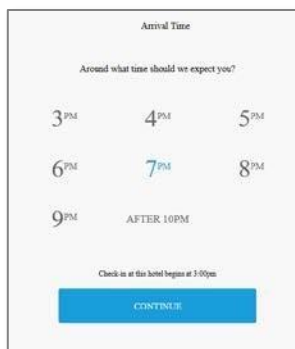 Arrival Time
Around what time should we expect you?
3PM 4PM 5PM
6PM 7PM 8PM
9PM AFTER 10PM
Check-in at this hotel begins at 3:00pm
CONTINUE